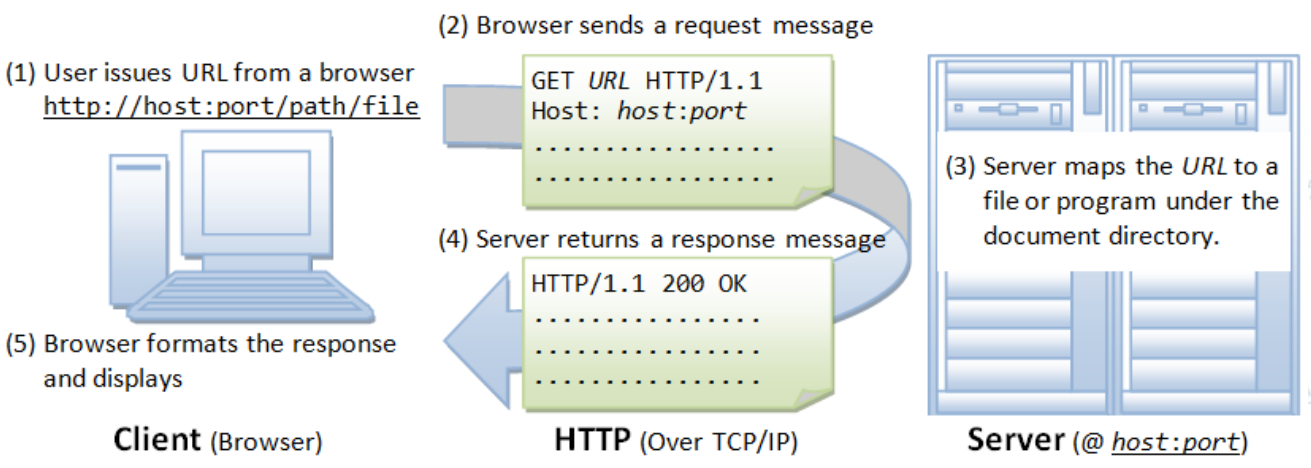 (1) User issues URL from a browser
http://host:port/path/file
(2) Browser sends a request message
GET URL HTTP/1.1
Host: host:port
.................
.................
(3) Server maps the URL to a
file or program under the
document directory.
(4) Server returns a response message
HTTP/1.1 200 OK
................
................
................
(5) Browser formats the response
and displays
Client (Browser)
HTTP (Over TCP/IP)
Server (@ host:port)